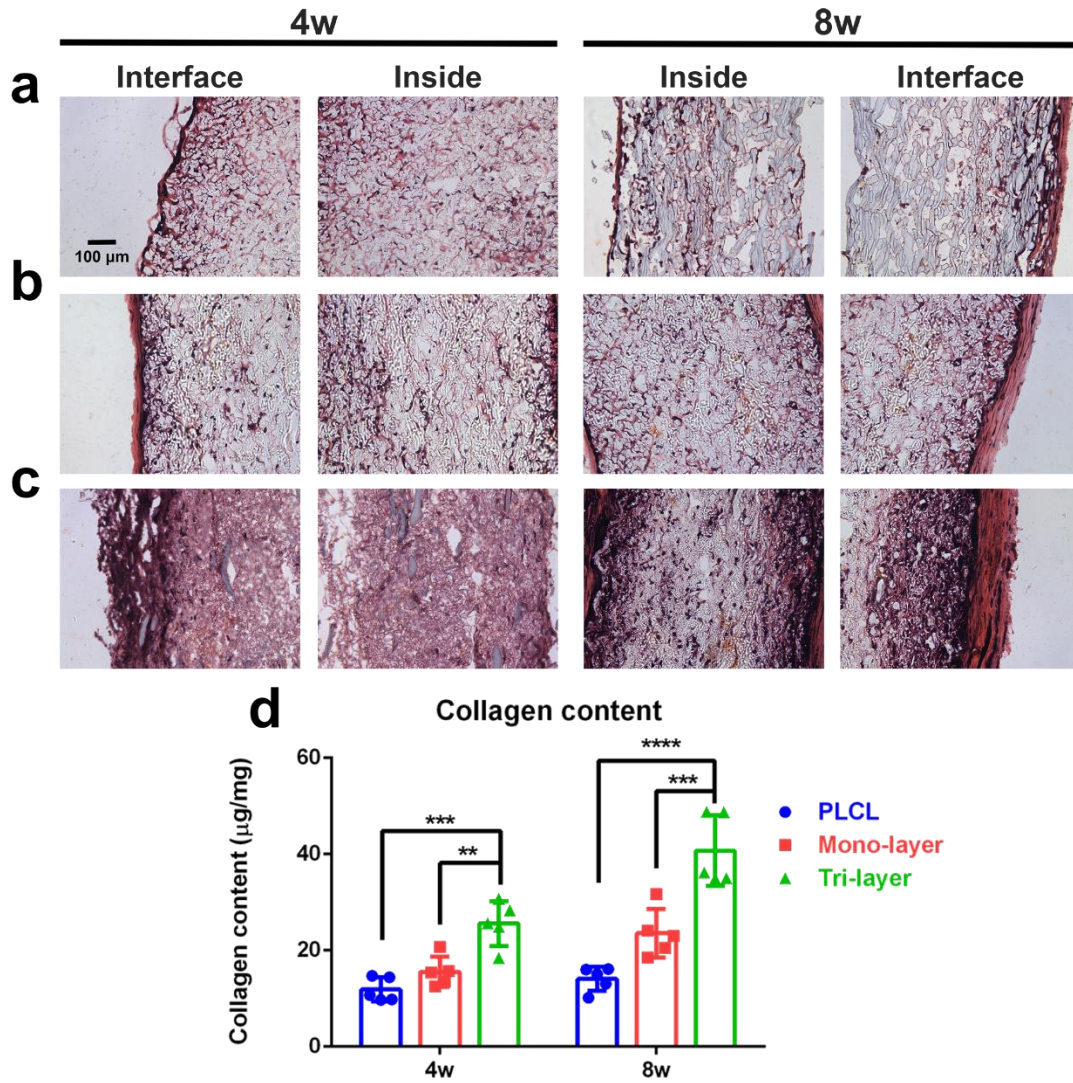 4w
8w
Interface
Inside
Inside
Interface
a
100 µm
b
c
d
Collagen content
Collagen content (µg/mg)
60
40
20
0
***
**
****
***
4w
8w
PLCL
Mono-layer
Tri-layer